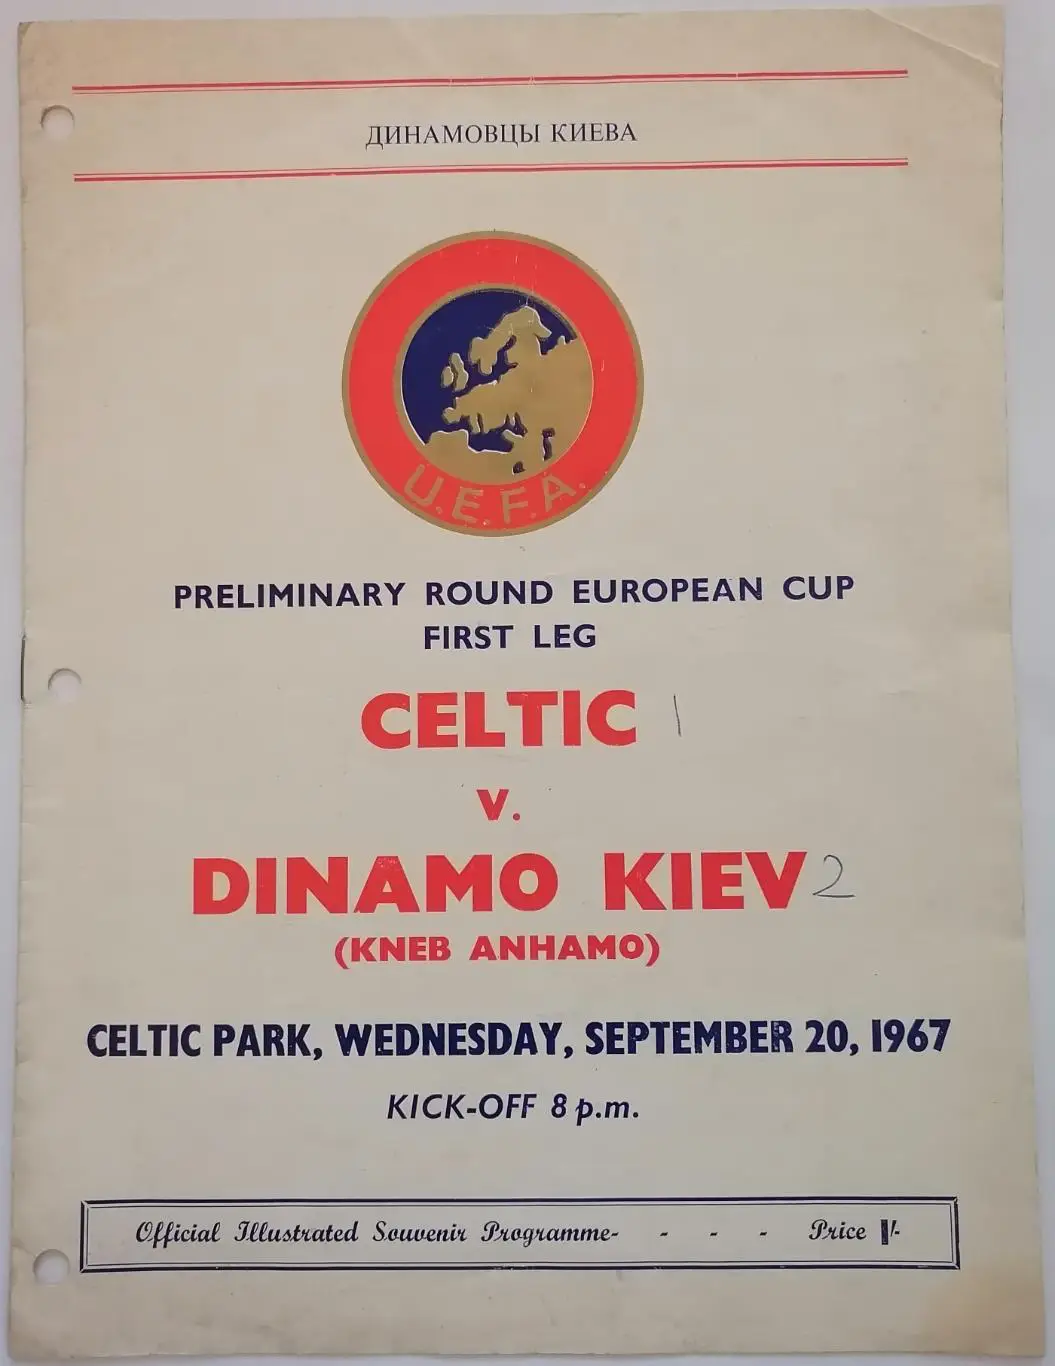 ДИНАМОВЦЫ КИЕВА
U.E.F.A.
PRELIMINARY ROUND EUROPEAN CUP
FIRST LEG
CELTIC 1
v.
DINAMO KIEV 2
(KNEB ANHAMO)
CELTIC PARK, WEDNESDAY, SEPTEMBER 20, 1967
KICK-OFF 8 p.m.
Official Illustrated Souvenir Programme- - - - Price 1/-